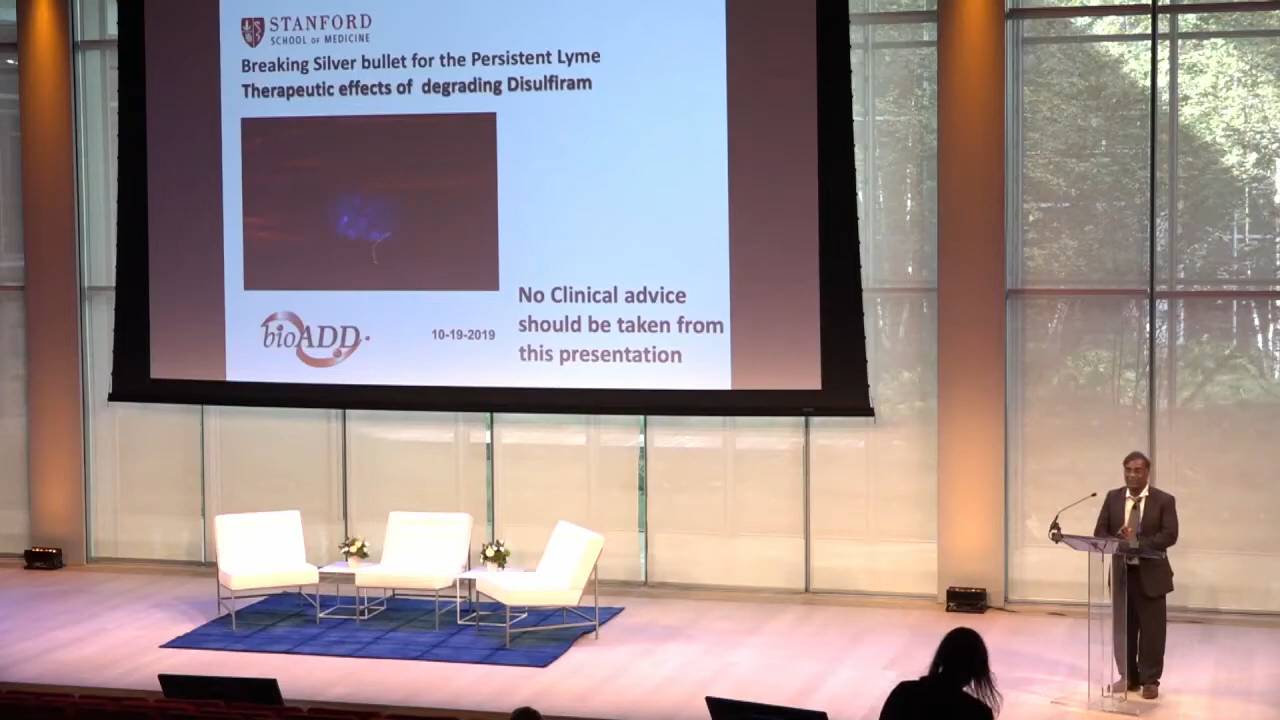 STANFORD
SCHOOL OF MEDICINE
Breaking Silver bullet for the Persistent Lyme
Therapeutic effects of degrading Disulfiram
No Clinical advice
should be taken from
this presentation
bioADD
10-19-2019